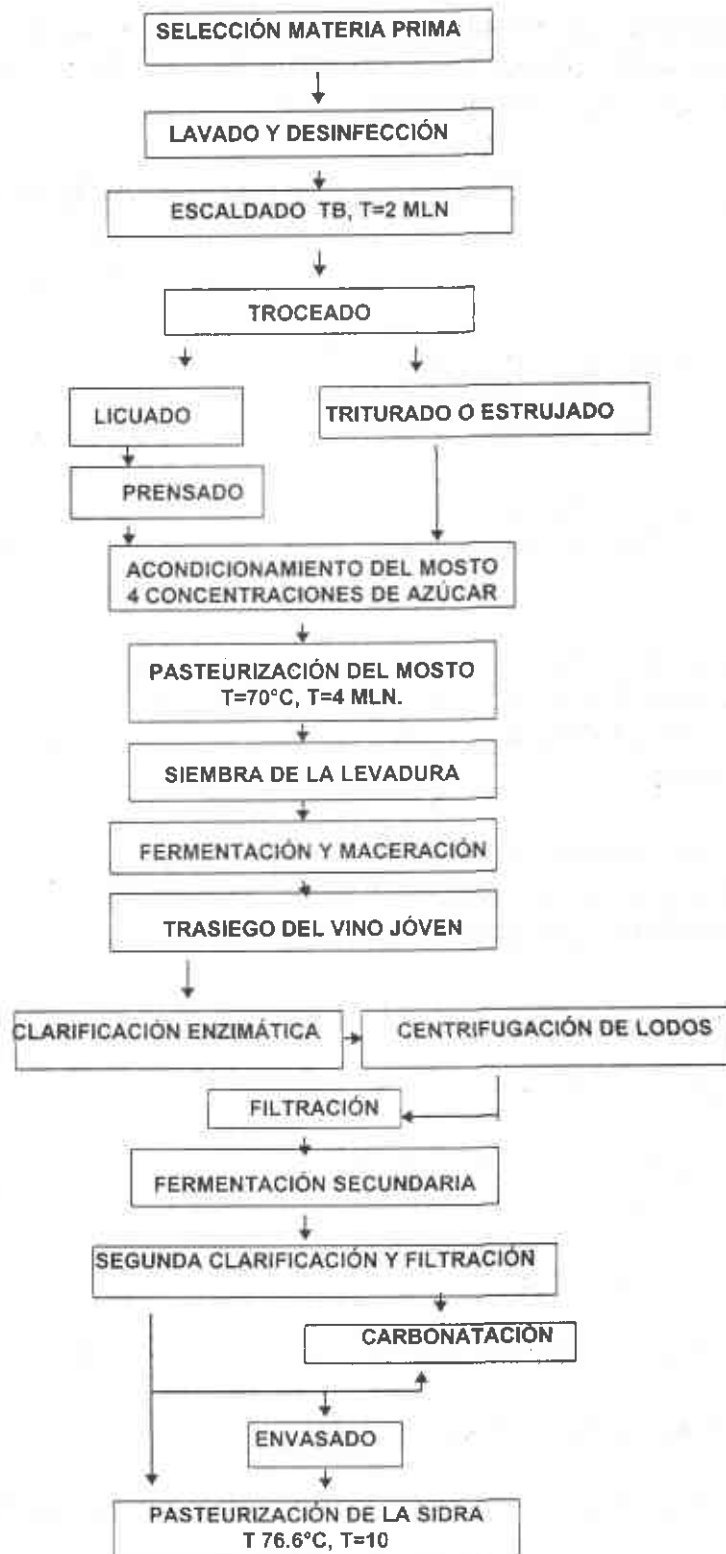 SELECCIÓN MATERIA PRIMA
LAVADO Y DESINFECCIÓN
ESCALDADO TB, T=2 MLN
TROCEADO
LICUADO
TRITURADO O ESTRUJADO
PRENSADO
ACONDICIONAMIENTO DEL MOSTO
4 CONCENTRACIONES DE AZÚCAR
PASTEURIZACIÓN DEL MOSTO
T=70°C, T=4 MLN.
SIEMBRA DE LA LEVADURA
FERMENTACIÓN Y MACERACIÓN
TRASIEGO DEL VINO JÓVEN
CLARIFICACIÓN ENZIMÁTICA
CENTRIFUGACIÓN DE LODOS
FILTRACIÓN
FERMENTACIÓN SECUNDARIA
SEGUNDA CLARIFICACIÓN Y FILTRACIÓN
CARBONATACIÓN
ENVASADO
PASTEURIZACIÓN DE LA SIDRA
T 76.6°C, T=10